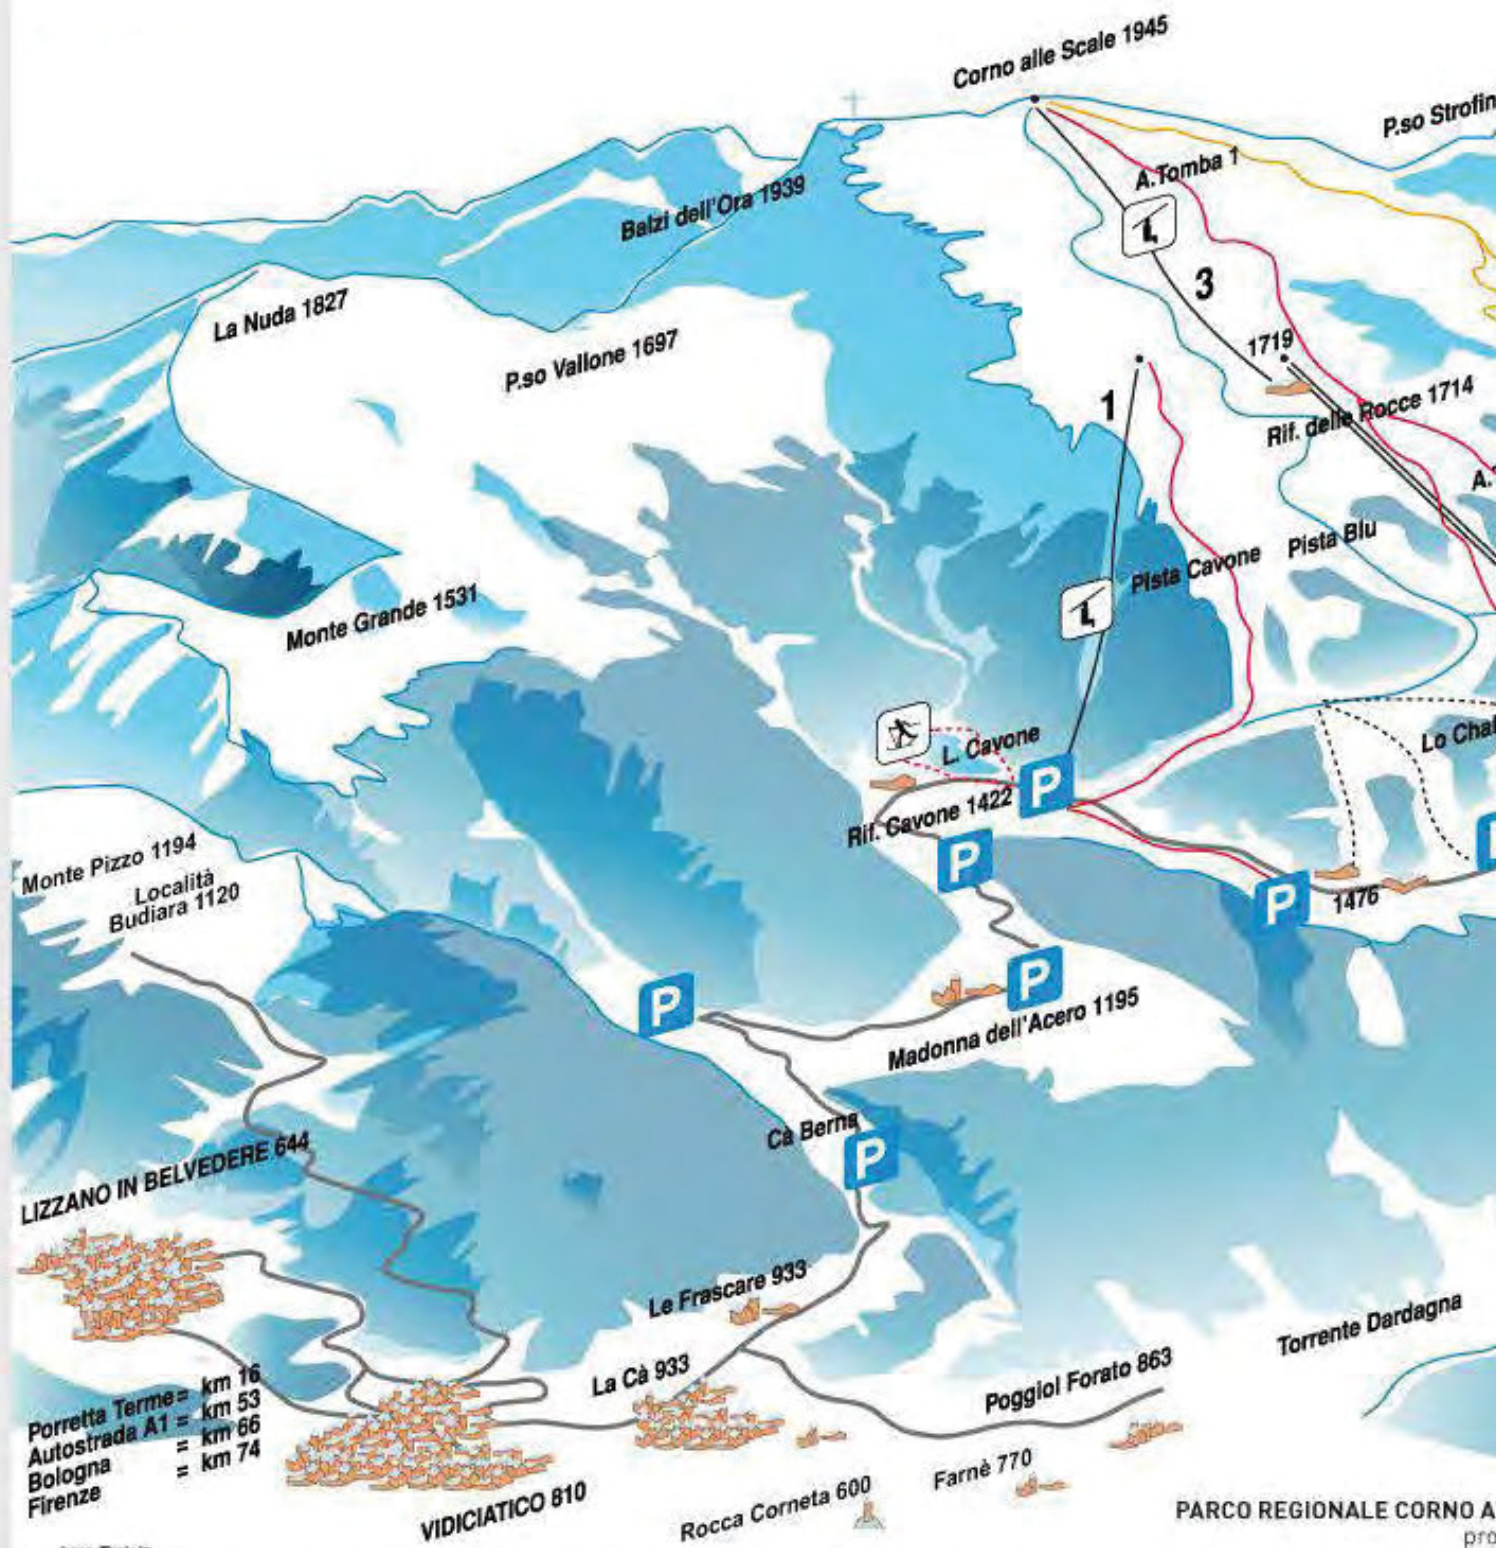 Corno alle Scale 1945
P.so Strofin
A.Tomba 1
Balzi dell'Ora 1939
3
La Nuda 1827
P.so Vallone 1697
1719
1
Rif. delle Rocce 1714
A.
Pista Blu
Pista Cavone
Monte Grande 1531
L. Cavone
Lo Chal
P
Rif. Cavone 1422
P
Monte Pizzo 1194
Località
Budiara 1120
P
1476
P
P
Madonna dell'Acero 1195
Cà Berna
P
LIZZANO IN BELVEDERE 644
Le Frascare 933
Torrente Dardagna
La Cà 933
Poggiol Forato 863
Porretta Terme = km 16
Autostrada A1 = km 53
Bologna = km 66
Firenze = km 74
Farnè 770
Rocca Corneta 600
VIDICIATICO 810
PARCO REGIONALE CORNO A
pro